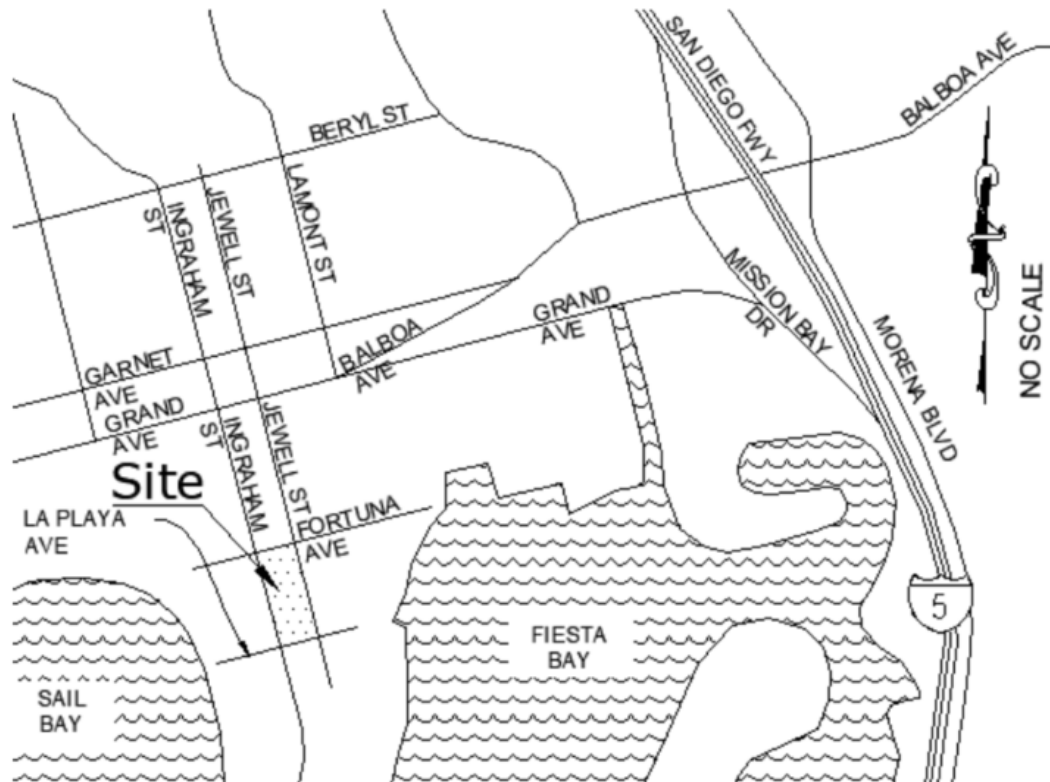 SAN DIEGO FWY
BALBOA AVE
BERYL ST
LAMONT ST
JEWELL ST
INGRAHAM
ST
MISSION BAY
DR
NO SCALE
GRAND
AVE
MORENA BLVD
BALBOA
AVE
GARNET
AVE
GRAND
AVE
JEWELL ST
INGRAHAM
ST
Site
LA PLAYA
AVE
FORTUNA
AVE
5
FIESTA
BAY
SAIL
BAY